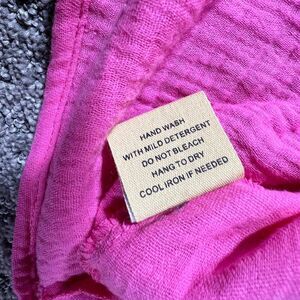 HAND WASH
WITH MILD DETERGENT
DO NOT BLEACH
HANG TO DRY
COOL IRON IF NEEDED